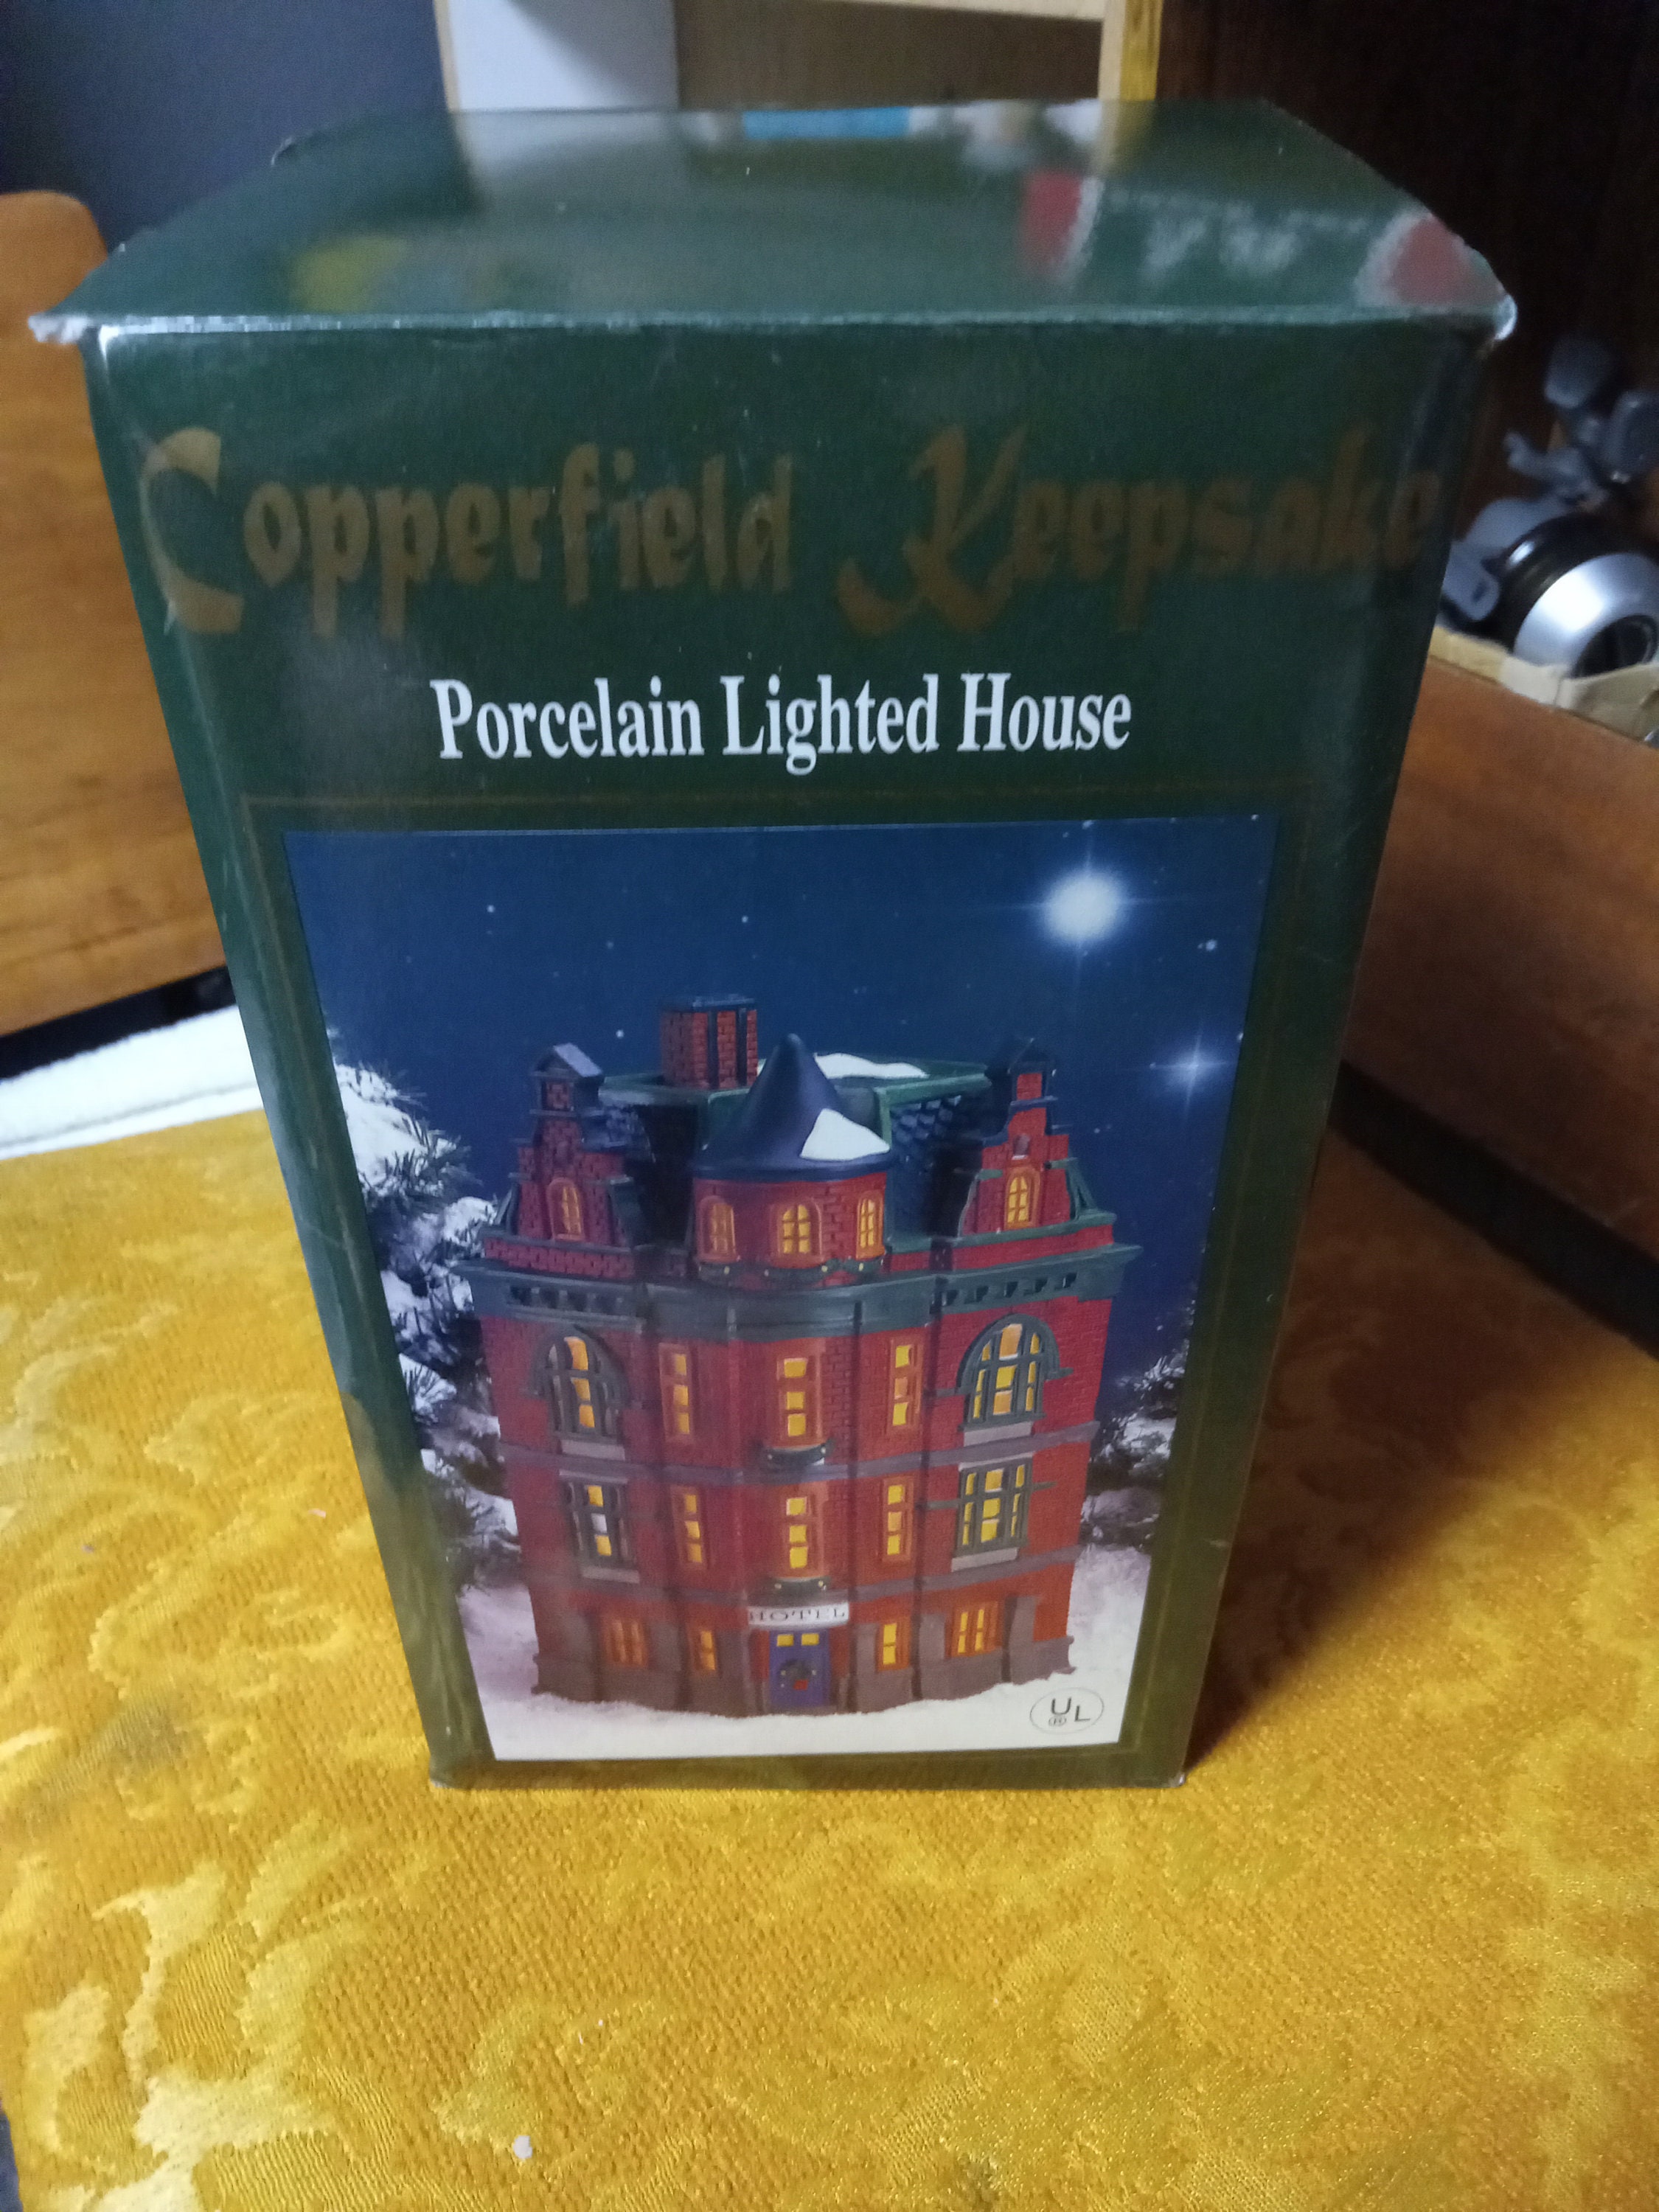 Copperfield Keepsake
Porcelain Lighted House
HOTEL
UL
®